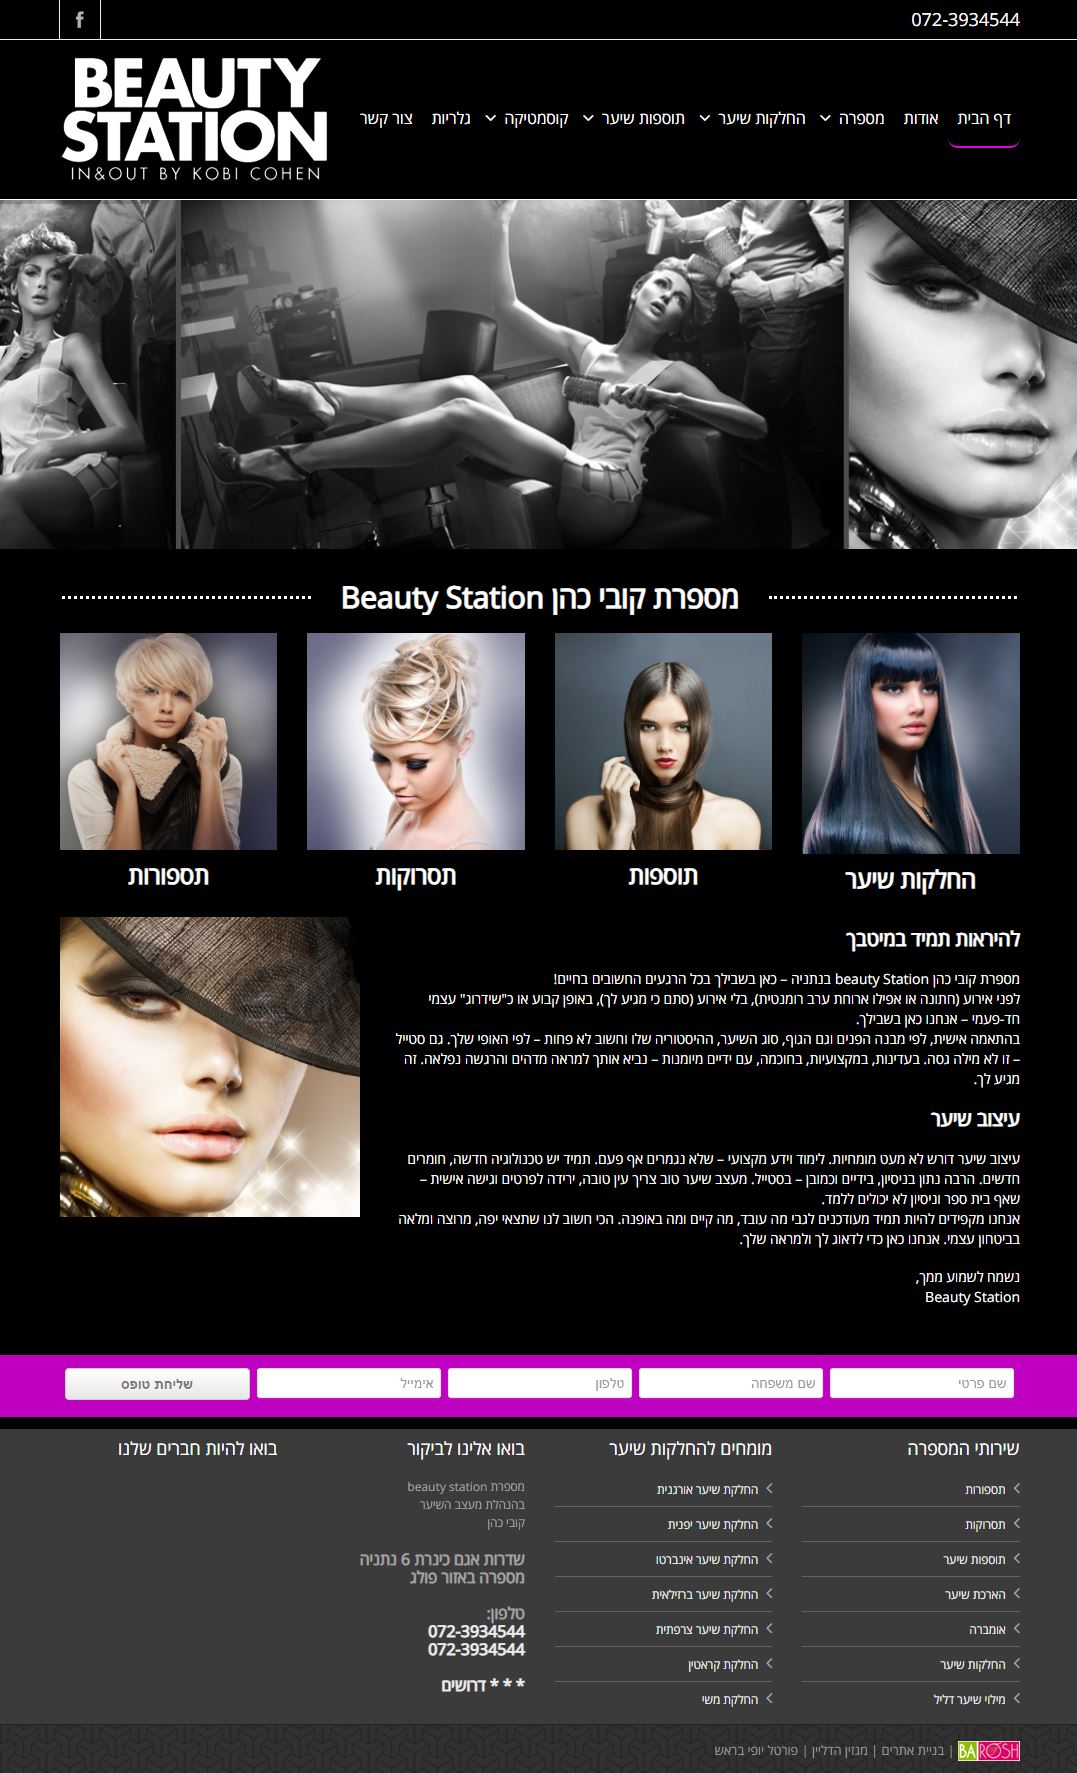 072-3934544
BEAUTY
STATION
IN&OUT BY KOBI COHEN
דף הבית
אודות
מספרה
החלקות שיער
תוספות שיער
קוסמטיקה
גלריות
צור קשר
מספרת קובי כהן Beauty Station
החלקות שיער
תוספות
תסרוקות
תספורות
להיראות תמיד במיטבך
מספרת קובי כהן beauty Station בנתניה – כאן בשבילך בכל הרגעים החשובים בחיים!
לפני אירוע (חתונה או אפילו ארוחת ערב רומנטית), בלי אירוע (סתם כי מגיע לך), באופן קבוע או כ"שידרוג" עצמי
חד-פעמי – אנחנו כאן בשבילך.
בהתאמה אישית, לפי מבנה הפנים וגם הגוף, סוג השיער, ההיסטוריה שלו וחשוב לא פחות – לפי האופי שלך. גם סטייל
– זו לא מילה גסה. בעדינות, במקצועיות, בחוכמה, עם ידיים מיומנות – נביא אותך למראה מדהים והרגשה נפלאה. זה
מגיע לך.
עיצוב שיער
עיצוב שיער דורש לא מעט מומחיות. לימוד וידע מקצועי – שלא נגמרים אף פעם. תמיד יש טכנולוגיה חדשה, חומרים
חדשים. הרבה נתון בניסיון, בידיים וכמובן – בסטייל. מעצב שיער טוב צריך עין טובה, ירידה לפרטים וגישה אישית –
שאף בית ספר וניסיון לא יכולים ללמד.
אנחנו מקפידים להיות תמיד מעודכנים לגבי מה עובד, מה קיים ומה באופנה. הכי חשוב לנו שתצאי יפה, מרוצה ומלאה
בביטחון עצמי. אנחנו כאן כדי לדאוג לך ולמראה שלך.
נשמח לשמוע ממך,
Beauty Station
שם פרטי
שם משפחה
טלפון
אימייל
שליחת טופס
שירותי המספרה
תספורות
תסרוקות
תוספות שיער
הארכת שיער
אומברה
החלקות שיער
מילוי שיער דליל
מומחים להחלקות שיער
החלקת שיער אורגנית
החלקת שיער יפנית
החלקת שיער אינברטו
החלקת שיער ברזילאית
החלקת שיער צרפתית
החלקת קראטין
החלקת משי
בואו אלינו לביקור
מספרת beauty station
בהנהלת מעצב השיער
קובי כהן
שדרות אגם כינרת 6 נתניה
מספרה באזור פולג
טלפון:
072-3934544
072-3934544
* * * דרושים
בואו להיות חברים שלנו
BAROSH | בניית אתרים | מגזין הדליין | פורטל יופי בראש